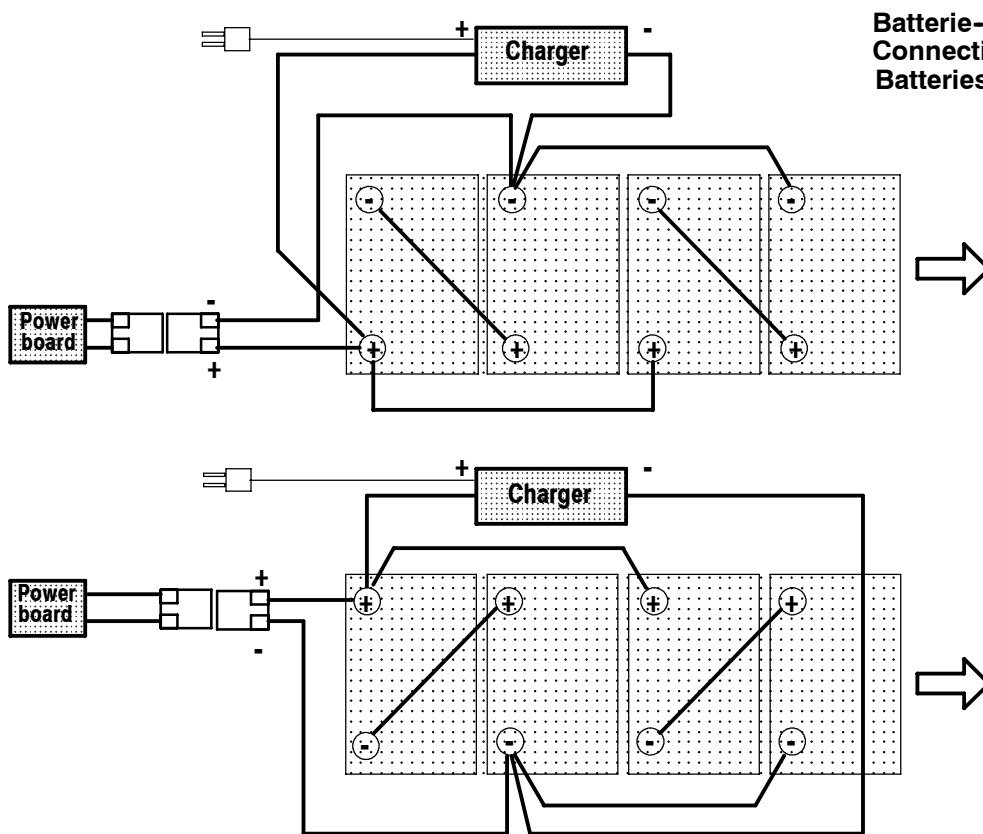 Batterie-
Connecti
Batteries
+ Charger -
- - - -
Power
board
-
+
+ + + +
+ Charger -
+ + + +
Power
board
+
-
- - - -